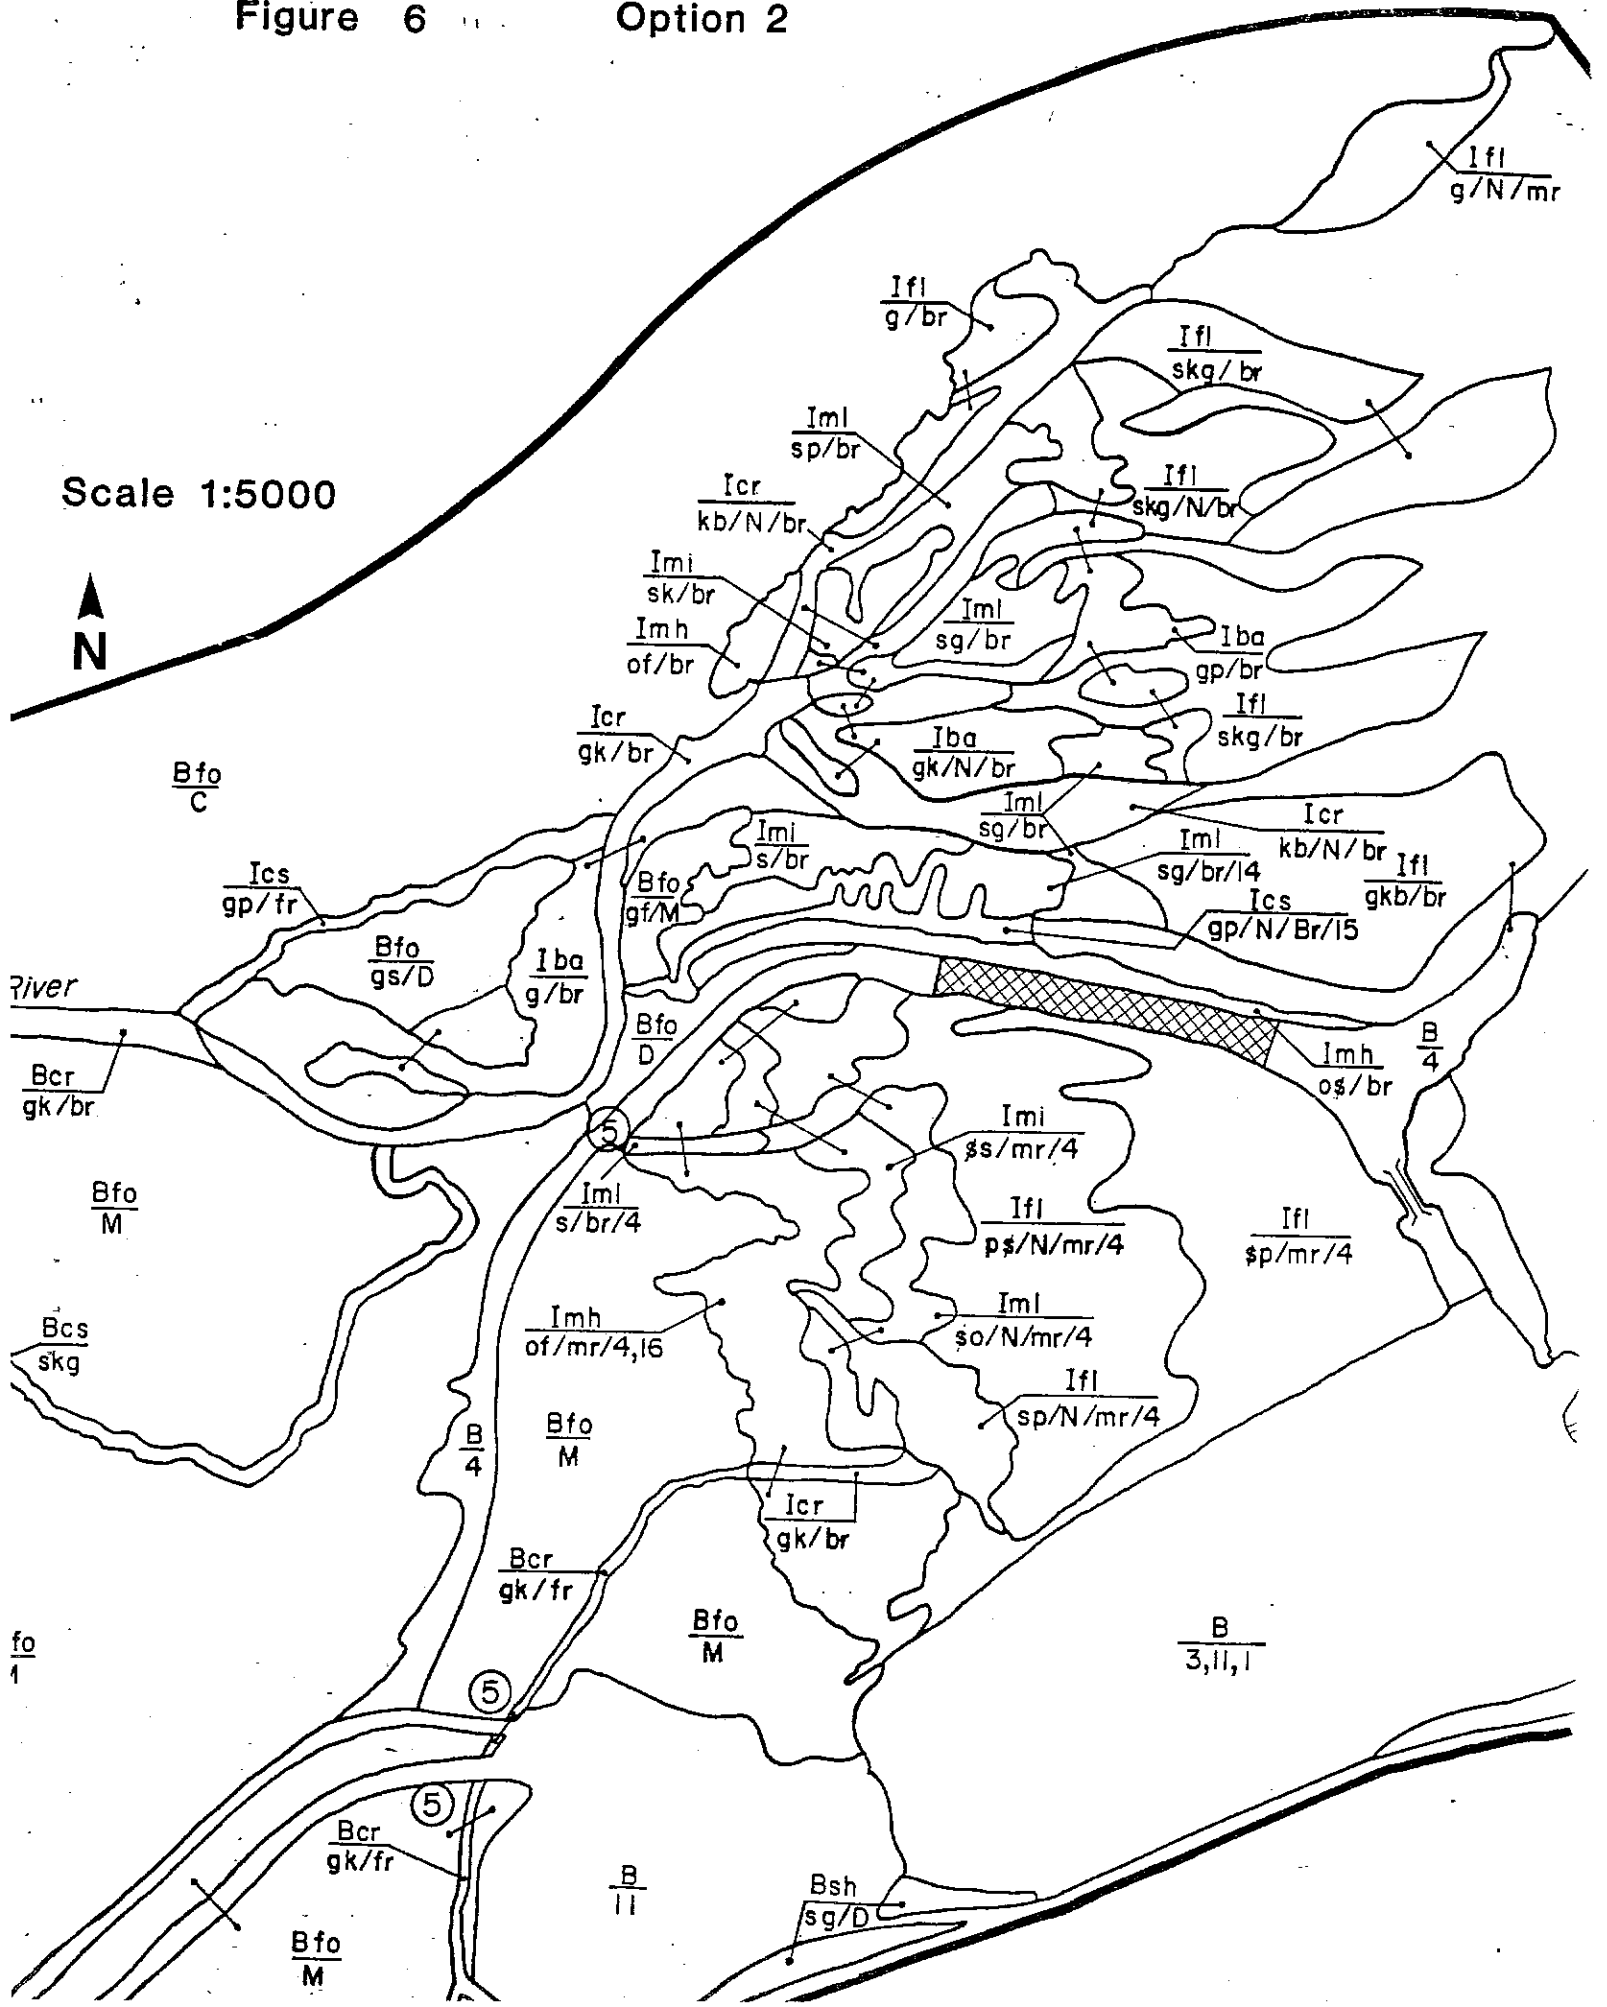 Figure 6 Option 2
Ifl
g/N/mr
Ifl
g/br
Ifl
skg/br
Iml
sp/br
Scale 1:5000
Icr
kb/N/br
Ifl
skg/N/br
Imi
sk/br
N
Iml
sg/br
Imh
of/br
Iba
gp/br
Icr
gk/br
Ifl
skg/br
Iba
gk/N/br
Bfo
C
Iml
sg/br
Icr
kb/N/br
Imi
s/br
Iml
sg/br/14
Ifl
gkb/br
Ics
gp/fr
Bfo
gf/M
Ics
gp/N/Br/15
Bfo
gs/D
Iba
g/br
River
Bfo
D
B
4
Imh
o$/br
Bcr
gk/br
5
Imi
$s/mr/4
Bfo
M
Iml
s/br/4
Ifl
p$/N/mr/4
Ifl
$p/mr/4
Imh
of/mr/4,16
Iml
so/N/mr/4
Bcs
skg
Ifl
sp/N/mr/4
B
4
Bfo
M
Icr
gk/br
Bcr
gk/fr
Bfo
M
B
3,11,1
fo
5
5
Bcr
gk/fr
B
11
Bsh
sg/D
Bfo
M